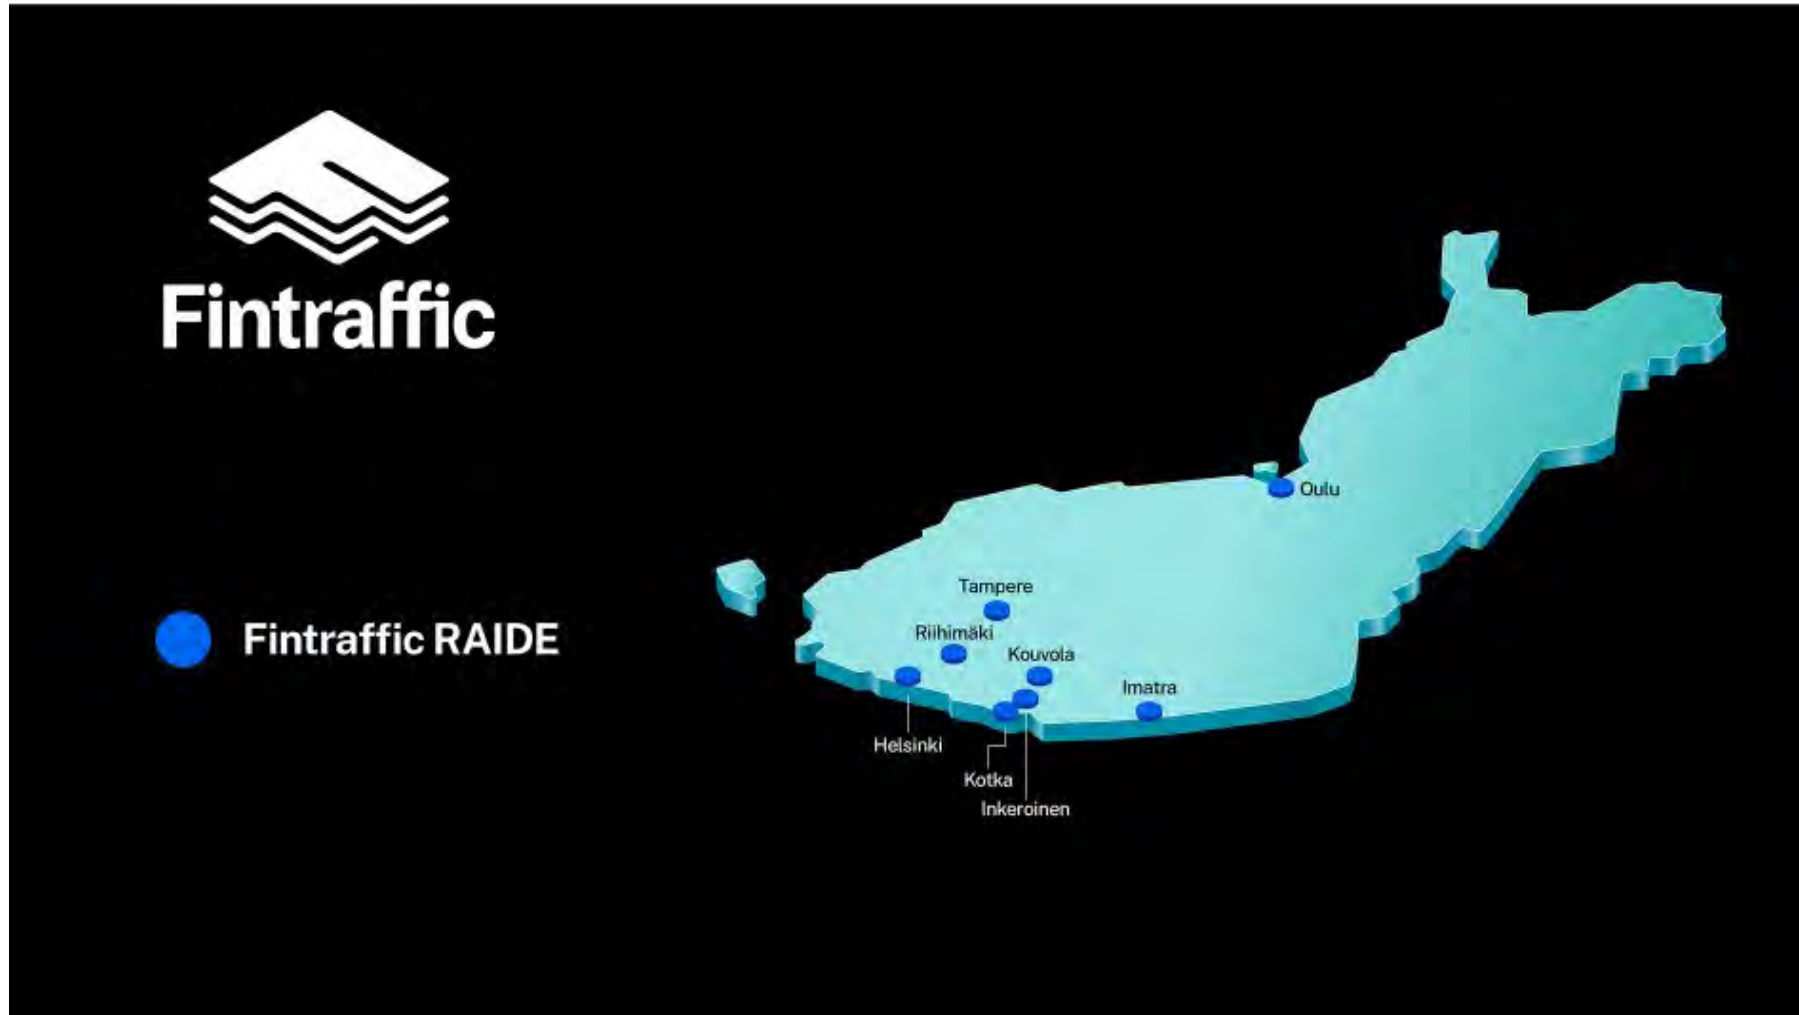 Fintraffic
Fintraffic RAIDE
Oulu
Tampere
Riihimäki
Kouvola
Imatra
Helsinki
Kotka
Inkeroinen